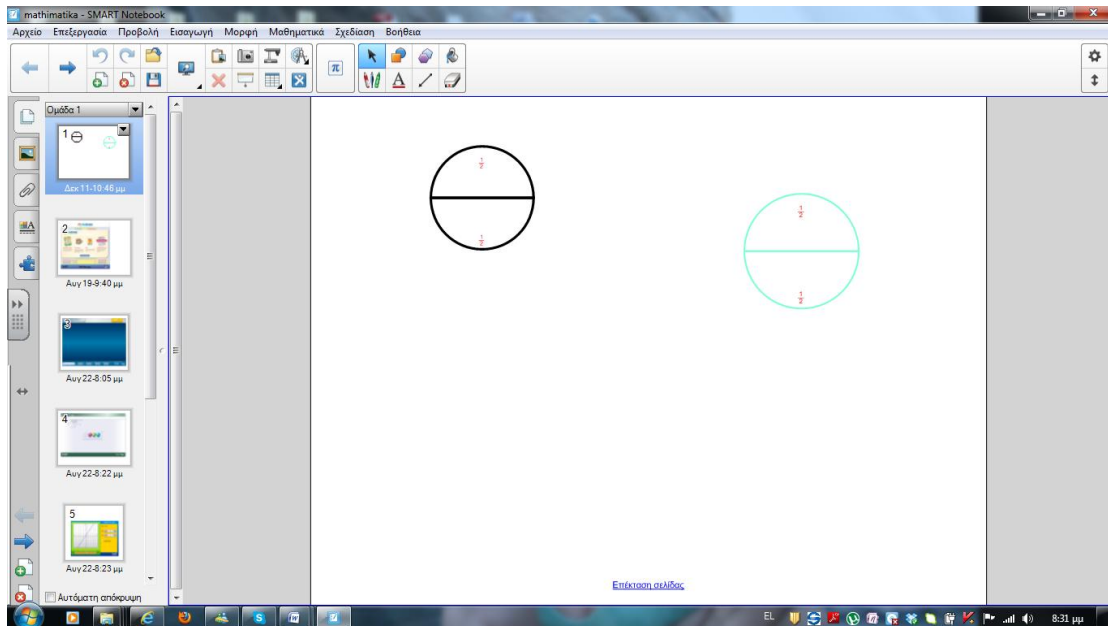 mathimatika - SMART Notebook
Αρχείο Επεξεργασία Προβολή Εισαγωγή Μορφή Μαθηματικά Σχεδίαση Βοήθεια
π
A
Ομάδα 1
1
Δεκ 11-10:46 μμ
2
Αυγ 19-9:40 μμ
3
Αυγ 22-8:05 μμ
4
Αυγ 22-8:22 μμ
5
Αυγ 22-8:23 μμ
Αυτόματη απόκρυψη
1
2
1
2
1
2
1
2
Επέκταση σελίδας
EL
8:31 μμ